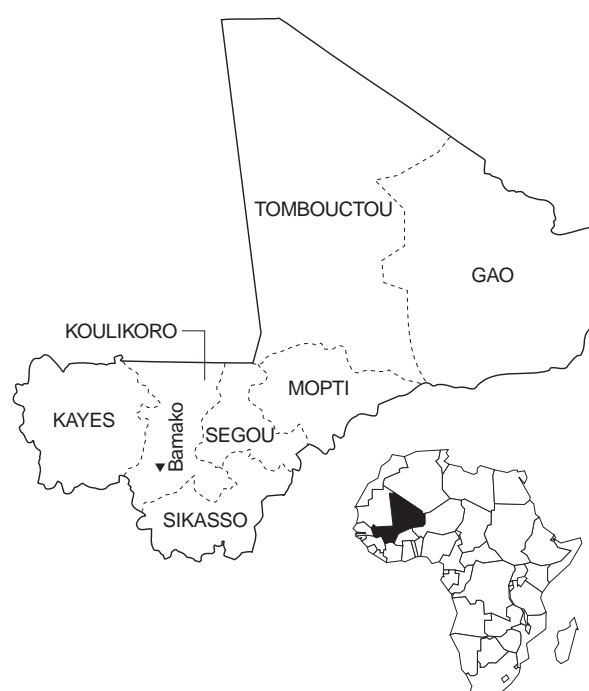 TOMBOUCTOU
GAO
KOULIKORO
MOPTI
KAYES
Bamako
SEGOU
SIKASSO